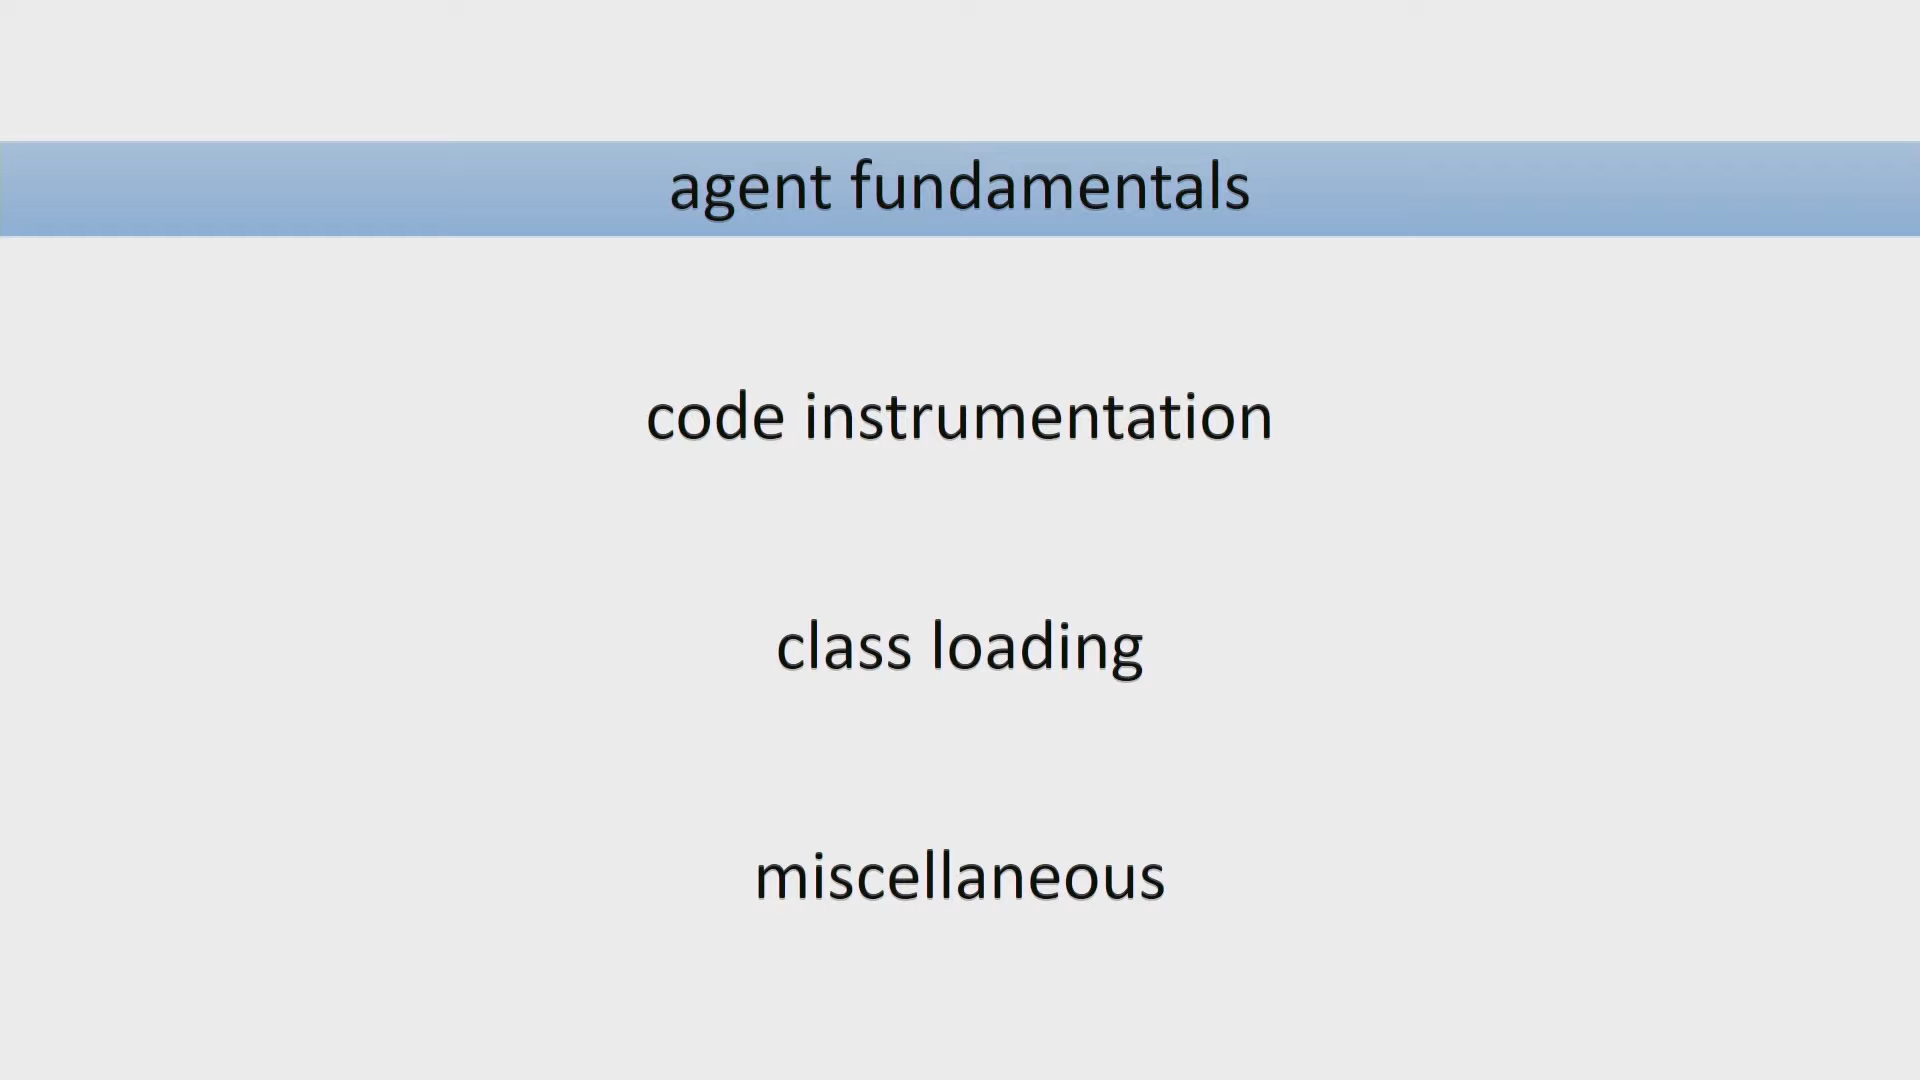 agent fundamentals
code instrumentation
class loading
miscellaneous